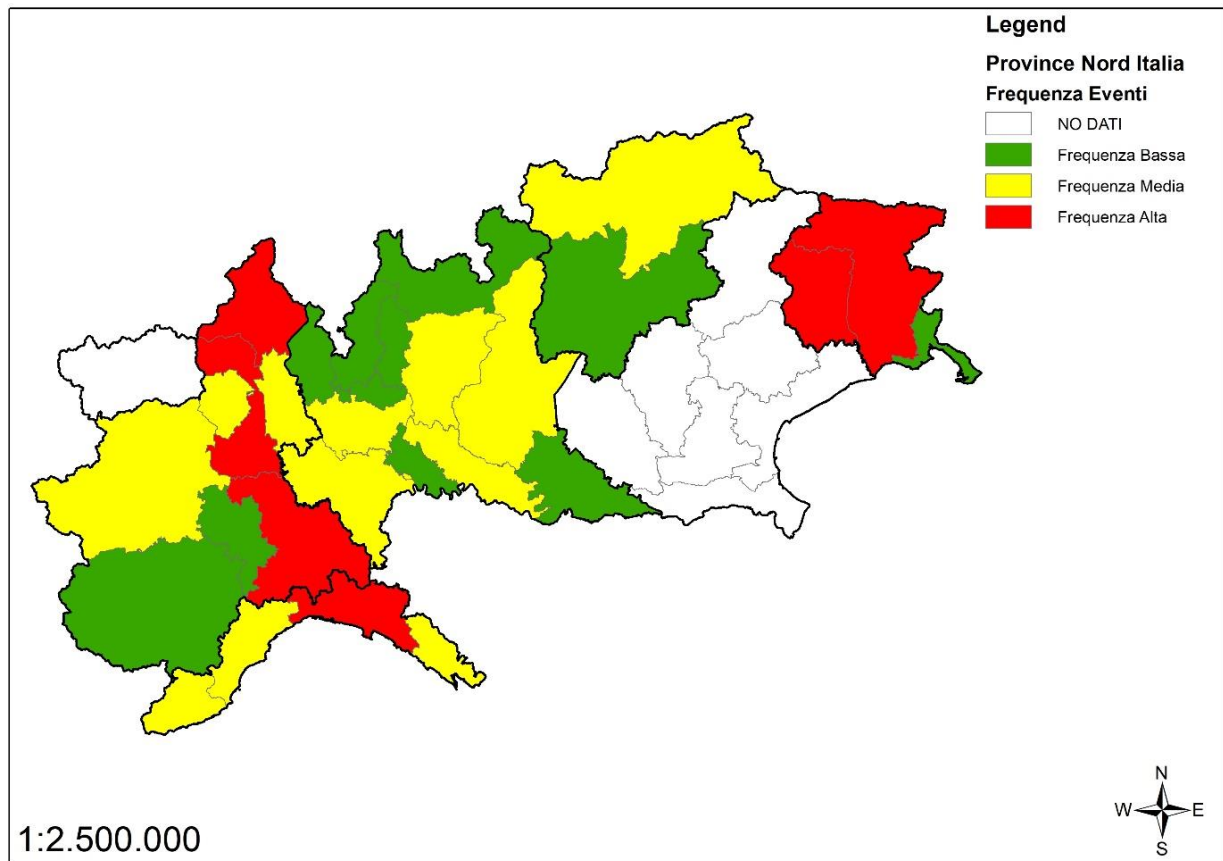 Legend
Province Nord Italia
Frequenza Eventi
NO DATI
Frequenza Bassa
Frequenza Media
Frequenza Alta
N
W E
S
1:2.500.000